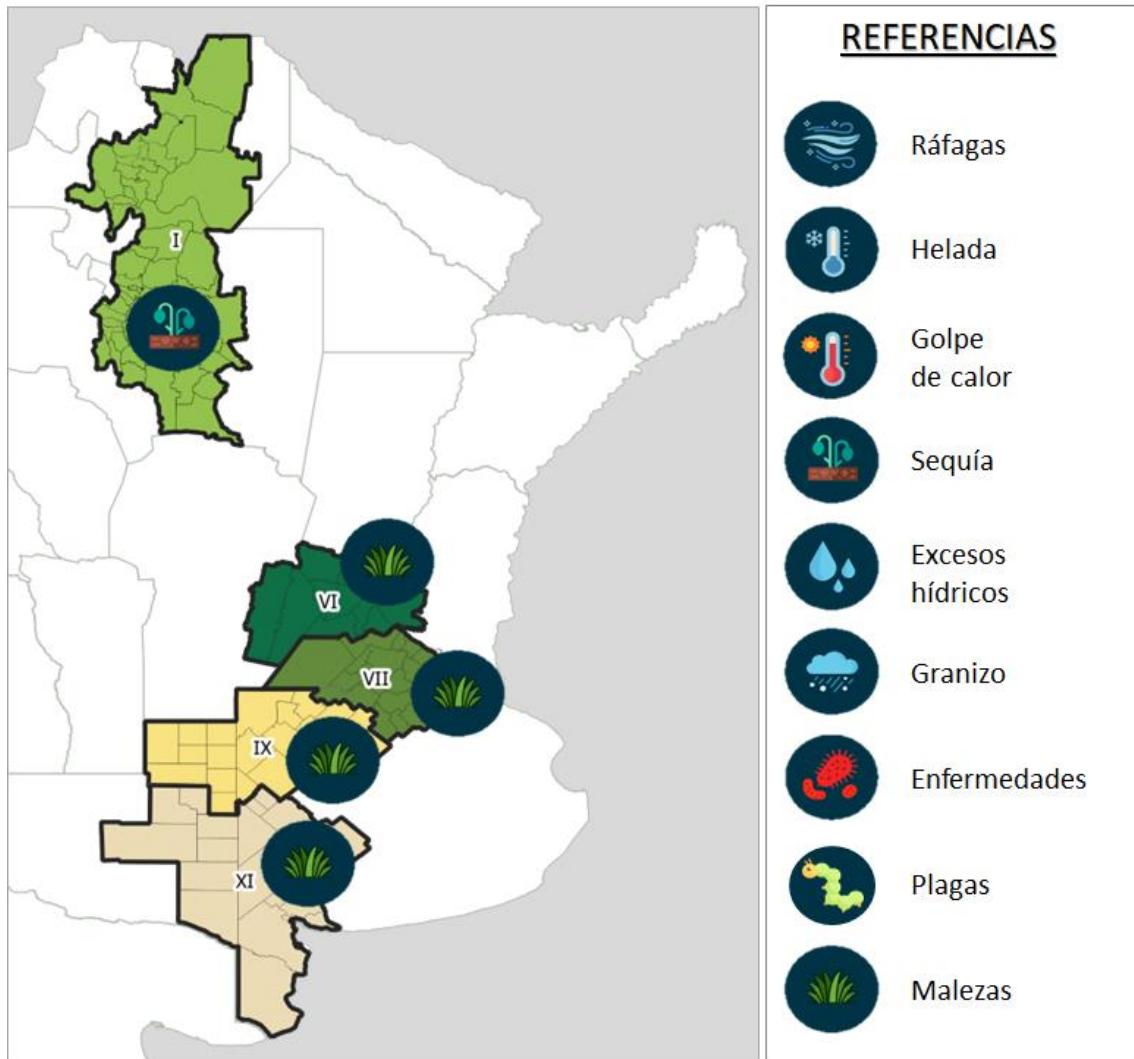 I
VI
VII
IX
XI
REFERENCIAS
Ráfagas
Helada
Golpe
de calor
Sequía
Excesos
hídricos
Granizo
Enfermedades
Plagas
Malezas